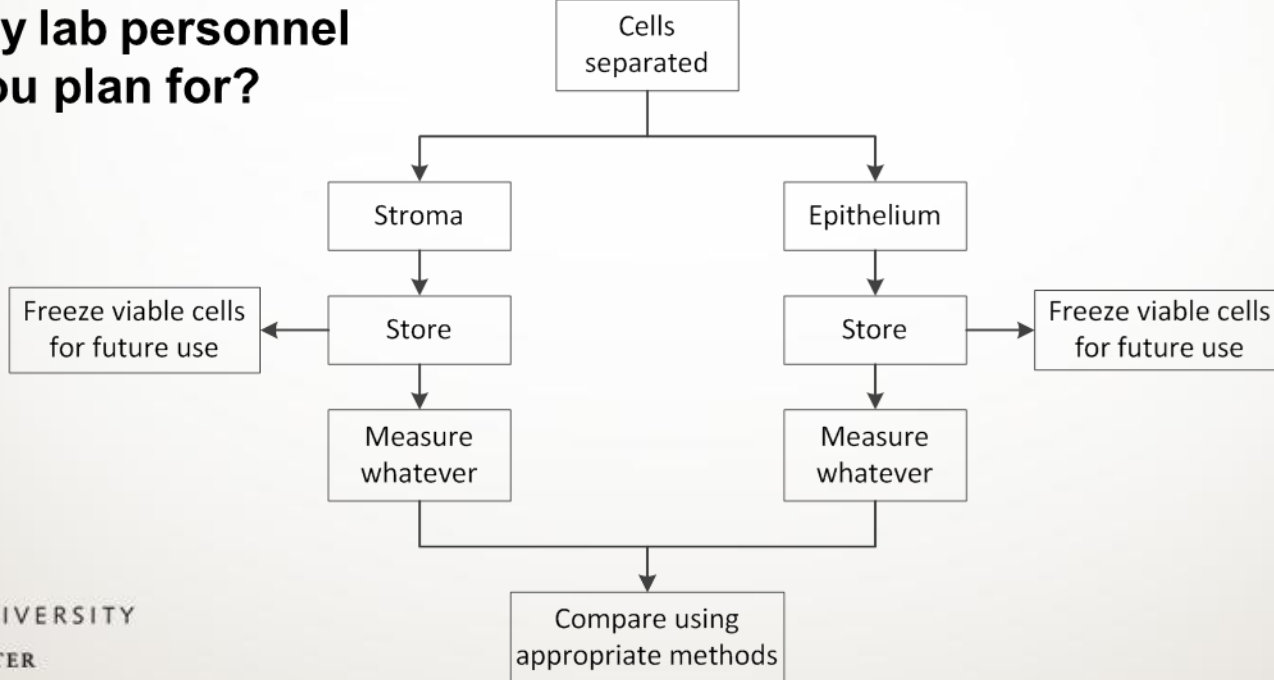 y lab personnel
ou plan for?
Cells
separated
Stroma
Epithelium
Freeze viable cells
for future use
Store
Store
Freeze viable cells
for future use
Measure
whatever
Measure
whatever
Compare using
appropriate methods
IVERSITY
TER